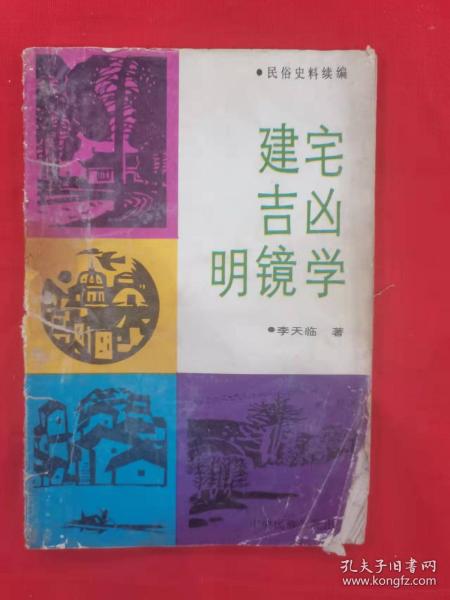 •民俗史料续编
建宅
吉凶
明镜学
•李天临 著
孔夫子旧书网
www.kongfz.com